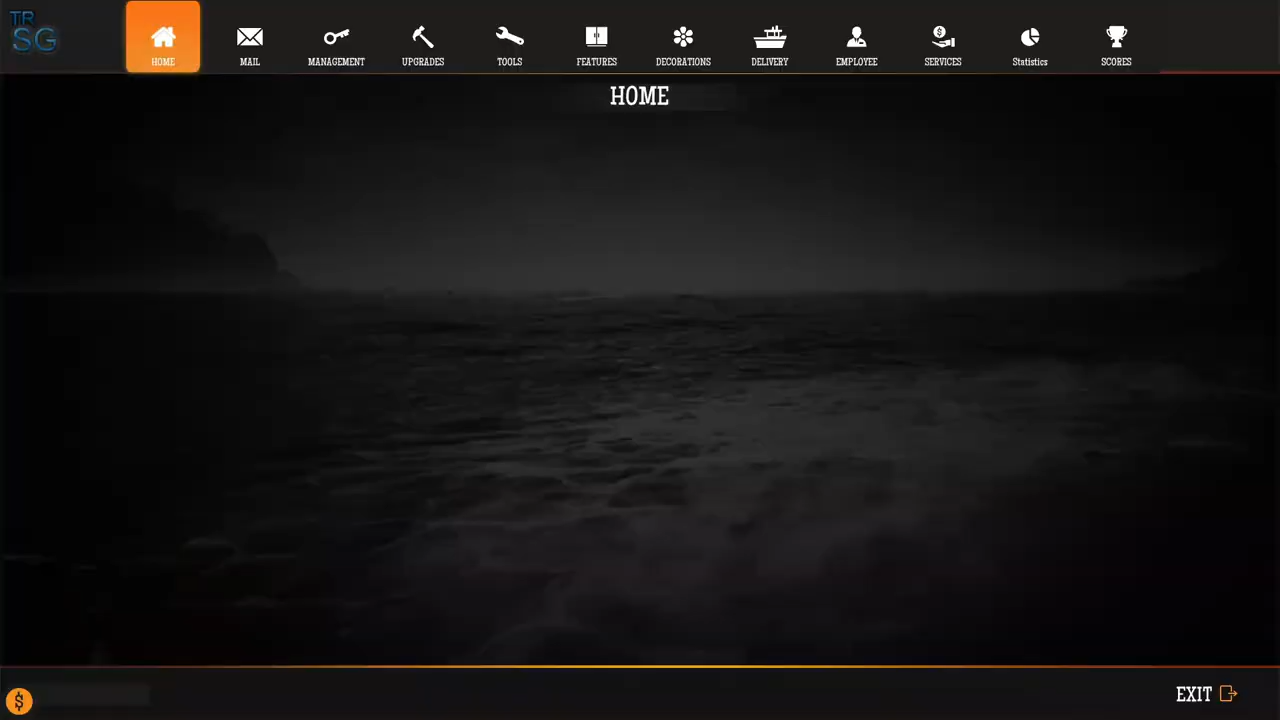 TR
SG
HOME
MAIL
MANAGEMENT
UPGRADES
TOOLS
FEATURES
DECORATIONS
DELIVERY
EMPLOYEE
SERVICES
Statistics
SCORES
HOME
$
EXIT